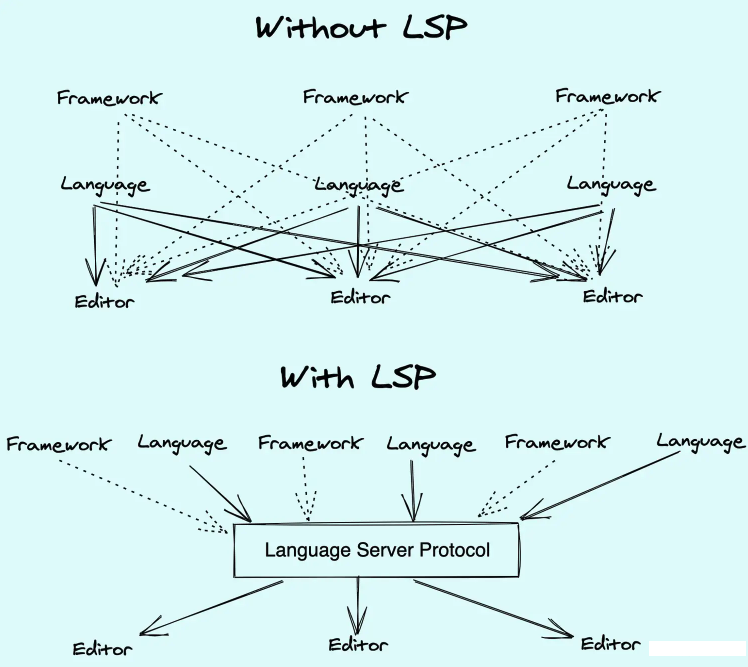 Without LSP
Framework Framework Framework
Language Language Language
Editor Editor Editor
With LSP
Framework Language Framework Language Framework Language
Language Server Protocol
Editor Editor Editor